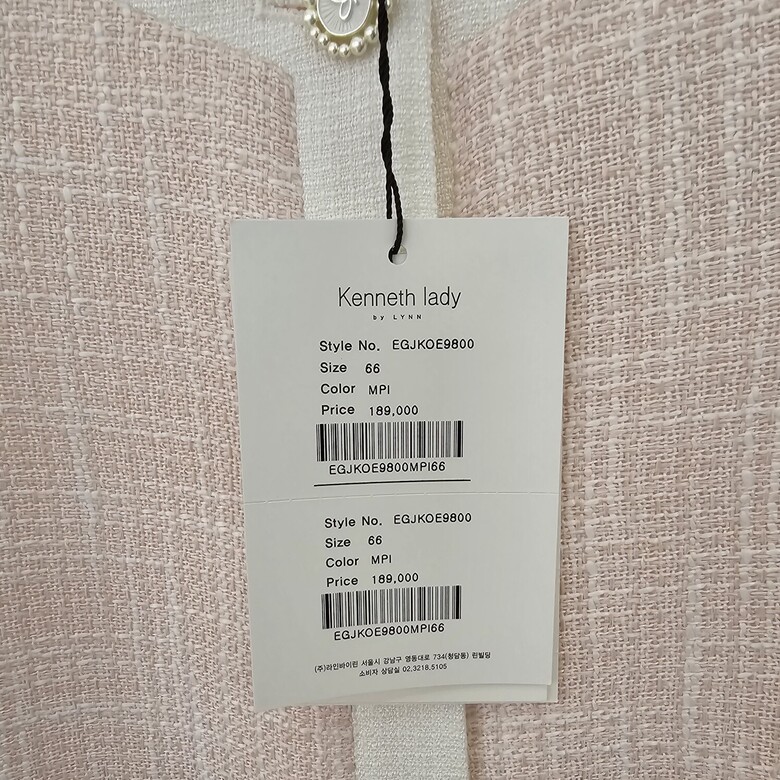 Kenneth lady
by LYNN
Style No. EGJKOE9800
Size 66
Color MPI
Price 189,000
EGJKOE9800MPI66
Style No. EGJKOE9800
Size 66
Color MPI
Price 189,000
EGJKOE9800MPI66
(주)라인바이린 서울시 강남구 영동대로 734(청담동) 린빌딩
소비자 상담실 02.3218.5105